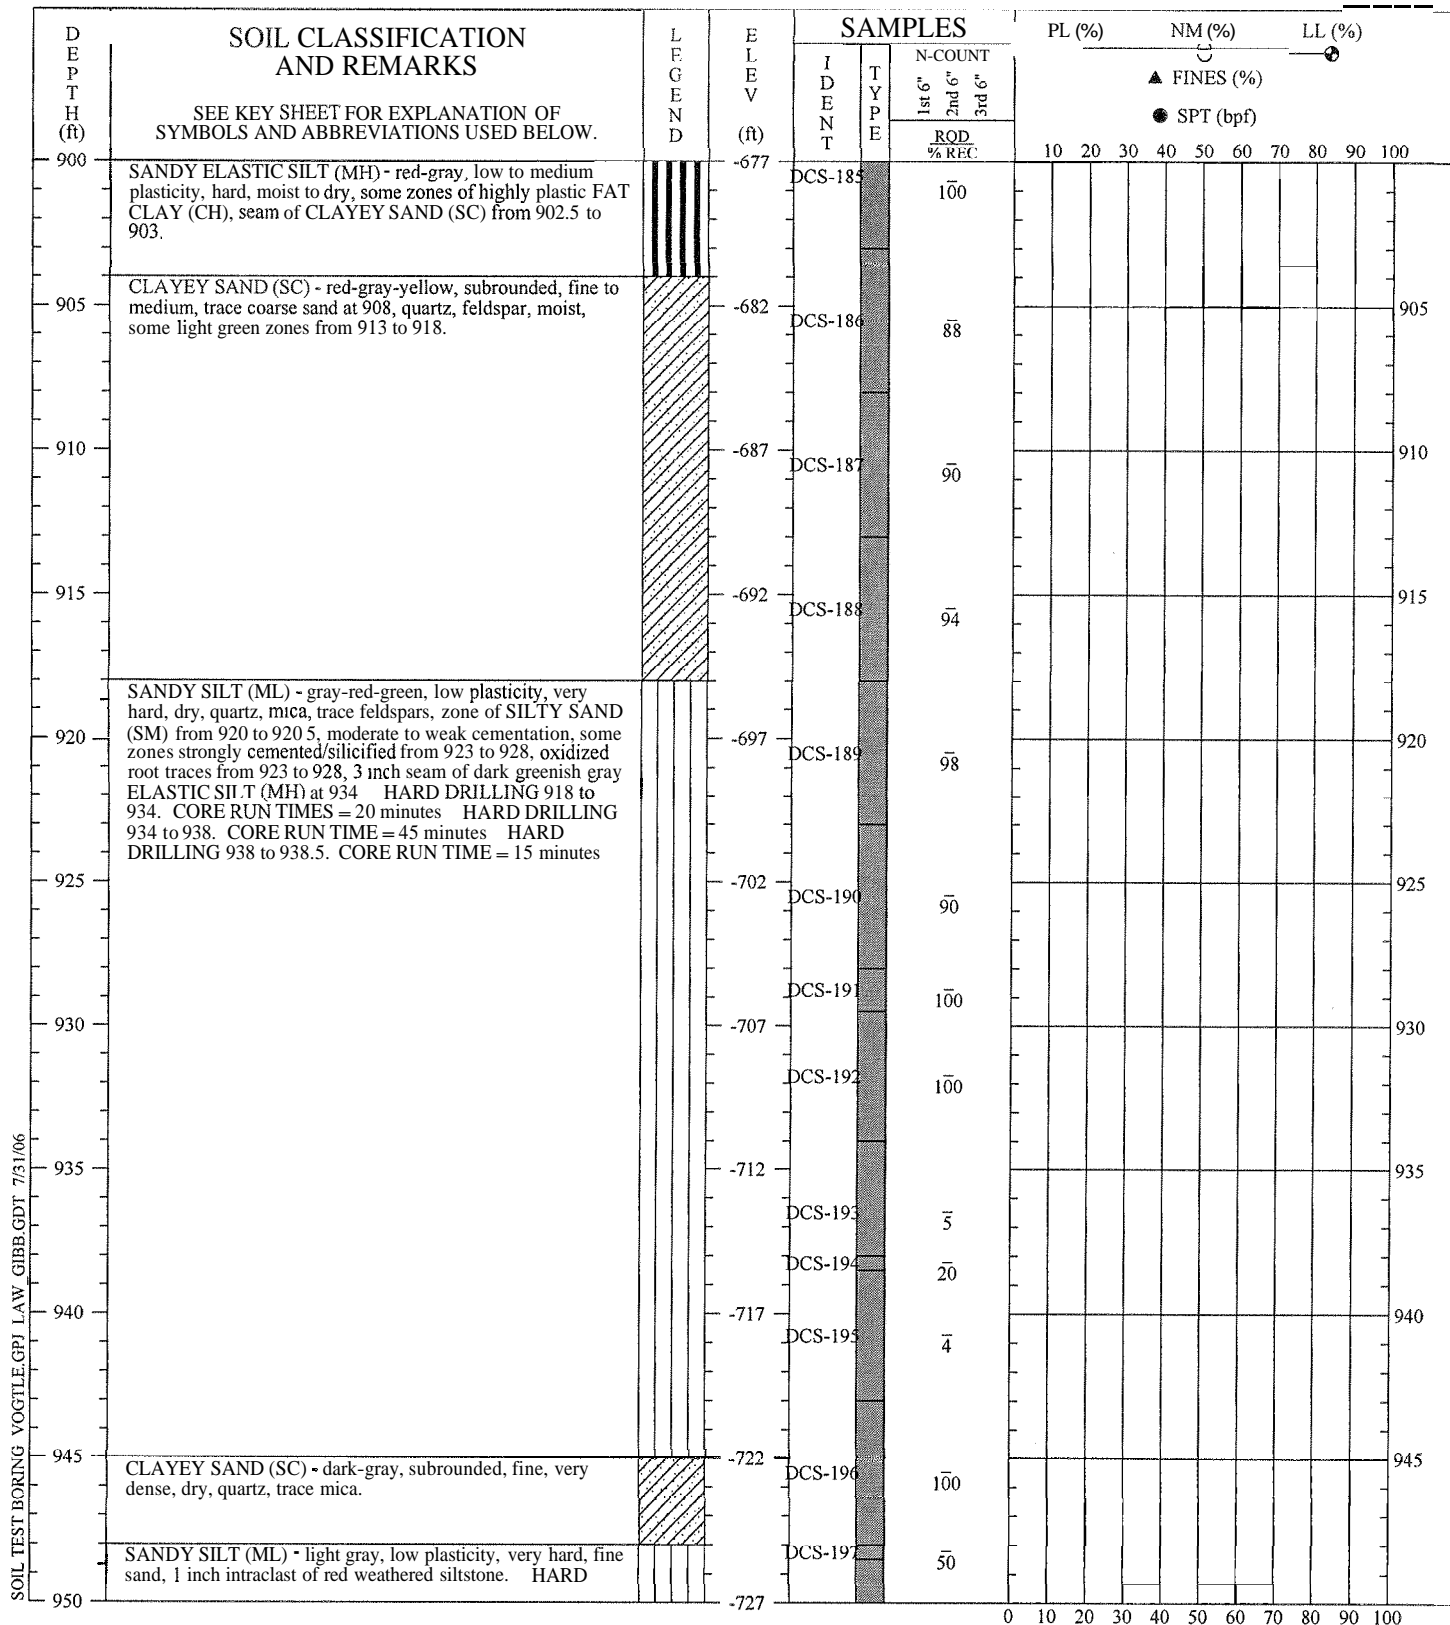 DEPTH (ft)
SOIL CLASSIFICATION
AND REMARKS
SEE KEY SHEET FOR EXPLANATION OF
SYMBOLS AND ABBREVIATIONS USED BELOW.
LEGEND
ELEV (ft)
SAMPLES
IDENT
TYPE
N-COUNT
1st 6"
2nd 6"
3rd 6"
RQD
% REC
PL (%) NM (%) LL (%)
▲ FINES (%)
● SPT (bpf)
10 20 30 40 50 60 70 80 90 100
900
SANDY ELASTIC SILT (MH) - red-gray, low to medium
plasticity, hard, moist to dry, some zones of highly plastic FAT
CLAY (CH), seam of CLAYEY SAND (SC) from 902.5 to
903.
-677
DCS-185
100
CLAYEY SAND (SC) - red-gray-yellow, subrounded, fine to
medium, trace coarse sand at 908, quartz, feldspar, moist,
some light green zones from 913 to 918.
905
-682
DCS-186
88
905
910
-687
DCS-187
90
910
915
-692
DCS-188
94
915
SANDY SILT (ML) - gray-red-green, low plasticity, very
hard, dry, quartz, mica, trace feldspars, zone of SILTY SAND
(SM) from 920 to 920 5, moderate to weak cementation, some
zones strongly cemented/silicified from 923 to 928, oxidized
root traces from 923 to 928, 3 inch seam of dark greenish gray
ELASTIC SILT (MH) at 934 HARD DRILLING 918 to
934. CORE RUN TIMES = 20 minutes HARD DRILLING
934 to 938. CORE RUN TIME = 45 minutes HARD
DRILLING 938 to 938.5. CORE RUN TIME = 15 minutes
920
-697
DCS-189
98
920
925
-702
DCS-190
90
925
DCS-191
100
930
-707
930
DCS-192
100
935
-712
935
DCS-193
5
DCS-194
20
940
-717
DCS-195
4
940
945
-722
945
CLAYEY SAND (SC) - dark-gray, subrounded, fine, very
dense, dry, quartz, trace mica.
DCS-196
100
SANDY SILT (ML) - light gray, low plasticity, very hard, fine
sand, 1 inch intraclast of red weathered siltstone. HARD
DCS-197
50
950
-727
0 10 20 30 40 50 60 70 80 90 100
SOIL TEST BORING VOGTLE.GPJ LAW_GIBB.GDT 7/31/06